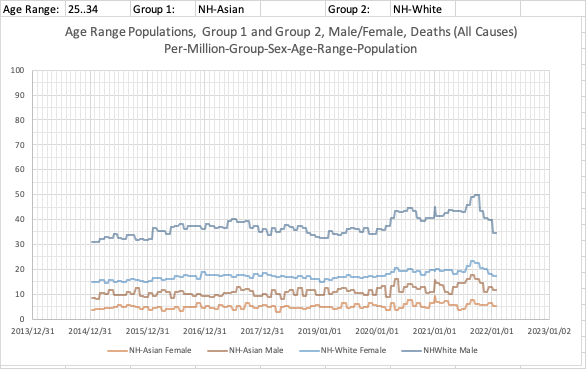 Age Range: 25..34 Group 1: NH-Asian Group 2: NH-White
Age Range Populations, Group 1 and Group 2, Male/Female, Deaths (All Causes)
Per-Million-Group-Sex-Age-Range-Population
100
90
80
70
60
50
40
30
20
10
0
2013/12/31 2014/12/31 2015/12/31 2016/12/31 2017/12/31 2019/01/01 2020/01/01 2021/01/01 2022/01/01 2023/01/02
NH-Asian Female NH-Asian Male NH-White Female NHWhite Male